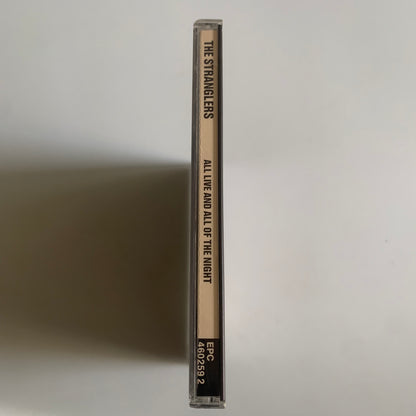 THE STRANGLERS
ALL LIVE AND ALL OF THE NIGHT
EPC
460259 2